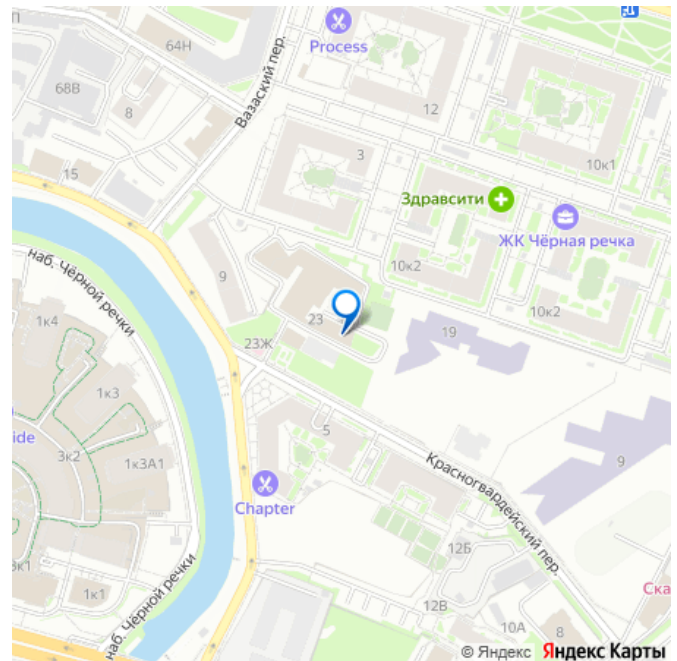 П
64Н
Process
Вазаский пер.
68В
8
12
15
3
10к1
Здравсити
ЖК Чёрная речка
наб. Чёрной речки
9
10к2
10к2
1к4
23
19
23Ж
1к3
ide
5
3к2
1к3А1
Красногвардейский пер.
9
Chapter
12Б
3к1
1к1
наб. Чёрной речки
12В
10А
8
Ска
© Яндекс Яндекс Карты